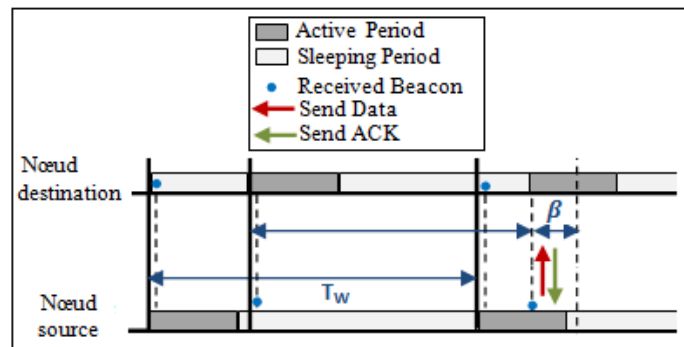 Active Period
Sleeping Period
Received Beacon
Send Data
Send ACK
Nœud
destination
β
Tw
Nœud
source